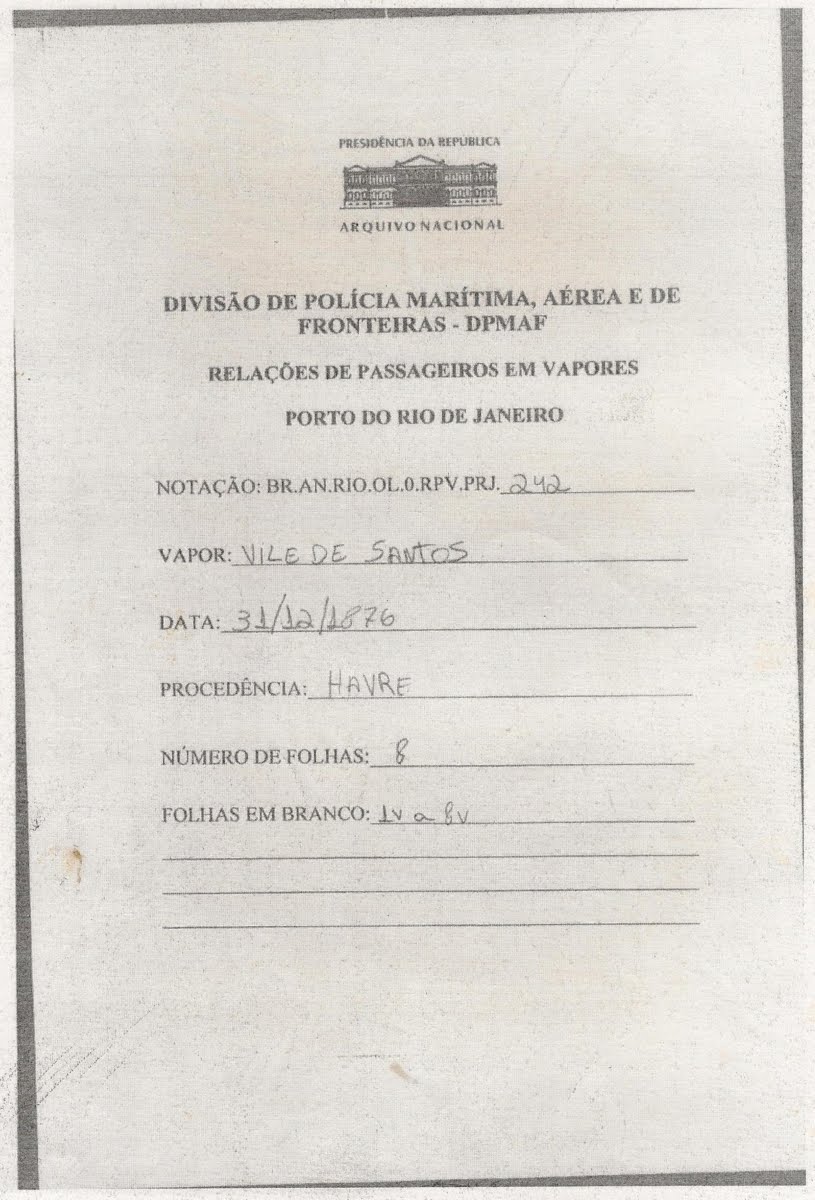 PRESIDÊNCIA DA REPÚBLICA
ARQUIVO NACIONAL
DIVISÃO DE POLÍCIA MARÍTIMA, AÉREA E DE
FRONTEIRAS - DPMAF
RELAÇÕES DE PASSAGEIROS EM VAPORES
PORTO DO RIO DE JANEIRO
NOTAÇÃO: BR.AN.RIO.OL.0.RPV.PRJ. 242
VAPOR: VILE DE SANTOS
DATA: 31/12/1876
PROCEDÊNCIA: HAVRE
NÚMERO DE FOLHAS: 8
FOLHAS EM BRANCO: 1v a 8v